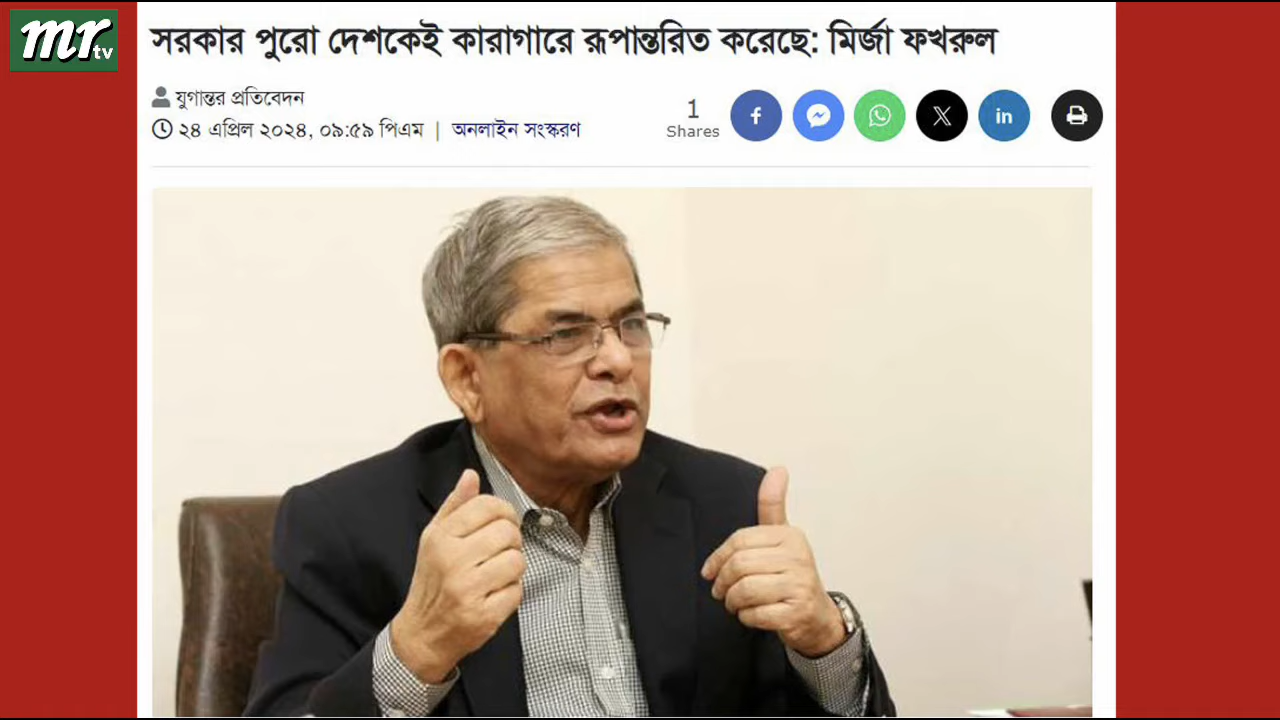 mr tv
সরকার পুরো দেশকেই কারাগারে রূপান্তরিত করেছে: মির্জা ফখরুল
যুগান্তর প্রতিবেদন
২৪ এপ্রিল ২০২৪, ০৯:৫৯ পিএম | অনলাইন সংস্করণ
1
Shares